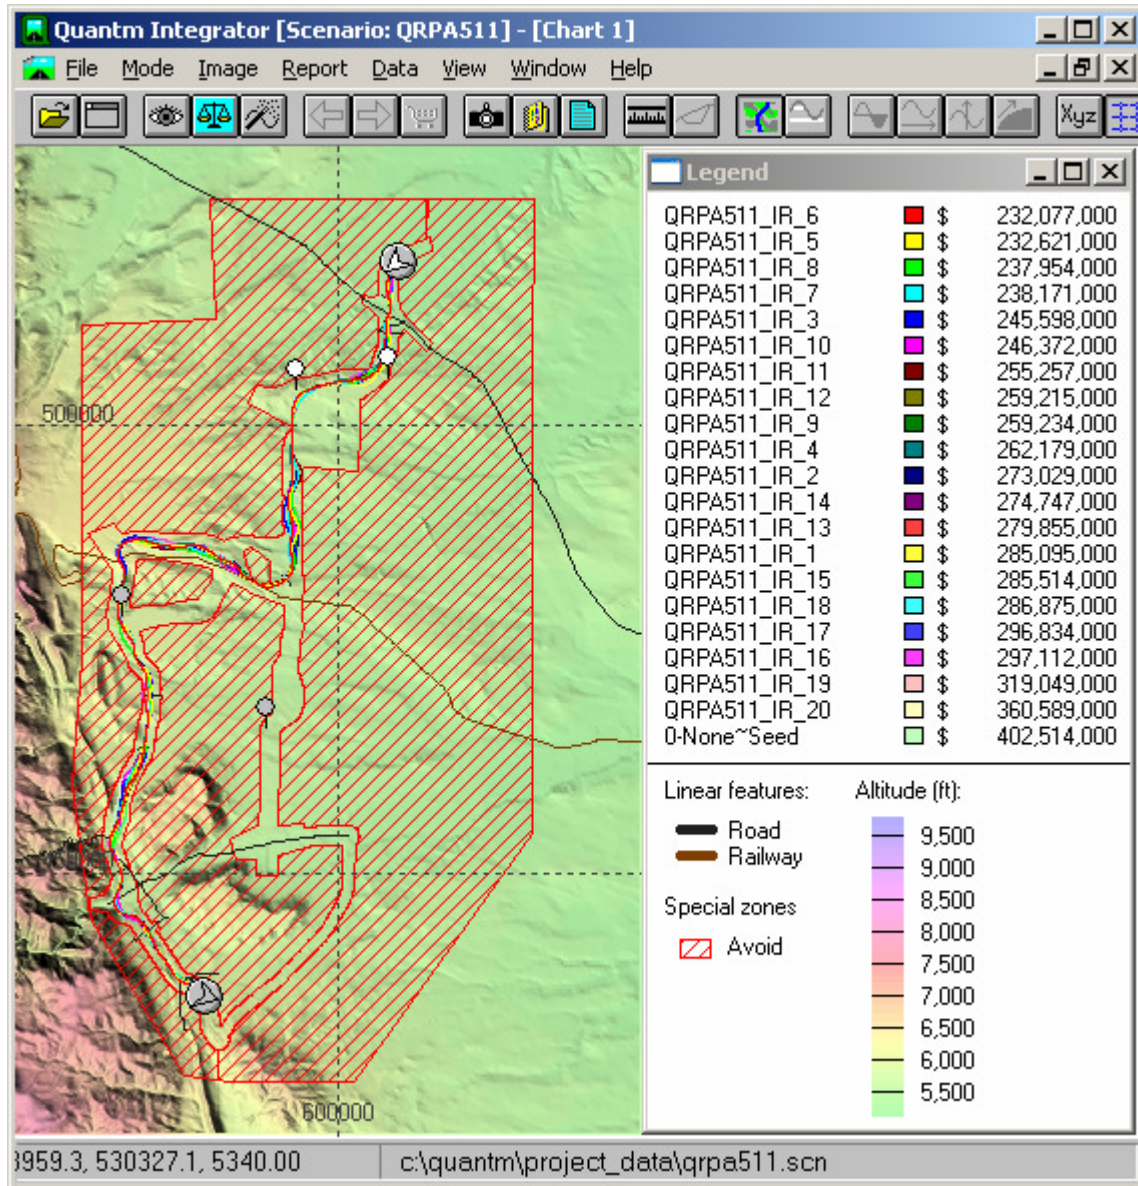 Quantm Integrator [Scenario: QRPA511] - [Chart 1]
File Mode Image Report Data View Window Help
Xyz
Legend
QRPA511_IR_6 $ 232,077,000
QRPA511_IR_5 $ 232,621,000
QRPA511_IR_8 $ 237,954,000
QRPA511_IR_7 $ 238,171,000
QRPA511_IR_3 $ 245,598,000
QRPA511_IR_10 $ 246,372,000
QRPA511_IR_11 $ 255,257,000
QRPA511_IR_12 $ 259,215,000
QRPA511_IR_9 $ 259,234,000
QRPA511_IR_4 $ 262,179,000
QRPA511_IR_2 $ 273,029,000
QRPA511_IR_14 $ 274,747,000
QRPA511_IR_13 $ 279,855,000
QRPA511_IR_1 $ 285,095,000
QRPA511_IR_15 $ 285,514,000
QRPA511_IR_18 $ 286,875,000
QRPA511_IR_17 $ 296,834,000
QRPA511_IR_16 $ 297,112,000
QRPA511_IR_19 $ 319,049,000
QRPA511_IR_20 $ 360,589,000
0-None~Seed $ 402,514,000
Linear features:
Road
Railway
Special zones
Avoid
Altitude (ft):
9,500
9,000
8,500
8,000
7,500
7,000
6,500
6,000
5,500
500000
600000
3959.3, 530327.1, 5340.00
c:\quantm\project_data\qrpa511.scn